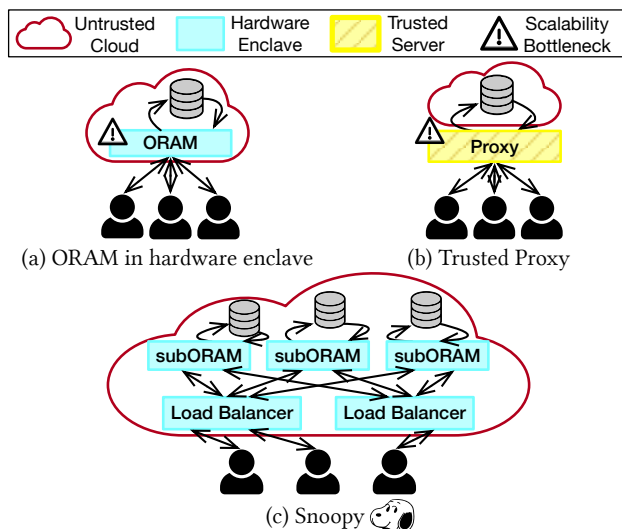 Untrusted Cloud
Hardware Enclave
Trusted Server
Scalability Bottleneck
ORAM
Proxy
(a) ORAM in hardware enclave
(b) Trusted Proxy
subORAM
subORAM
subORAM
Load Balancer
Load Balancer
(c) Snoopy